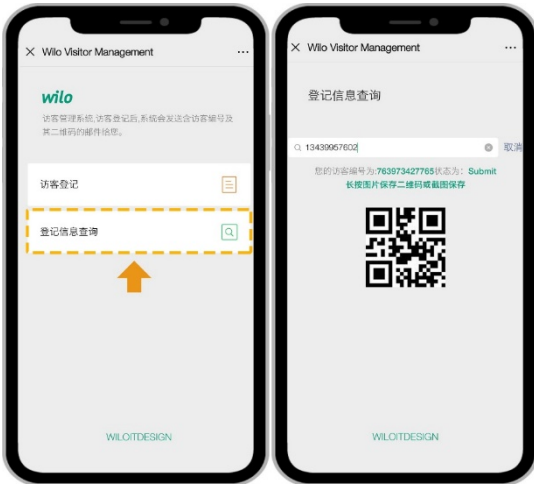 Wilo Visitor Management
wilo
访客管理系统,访客登记后,系统会发送含访客编号及
其二维码的邮件给您。
访客登记
登记信息查询
WILOITDESIGN
Wilo Visitor Management
登记信息查询
13439957602
取消
您的访客编号为:763973427765状态为：Submit
长按图片保存二维码或截图保存
WILOITDESIGN